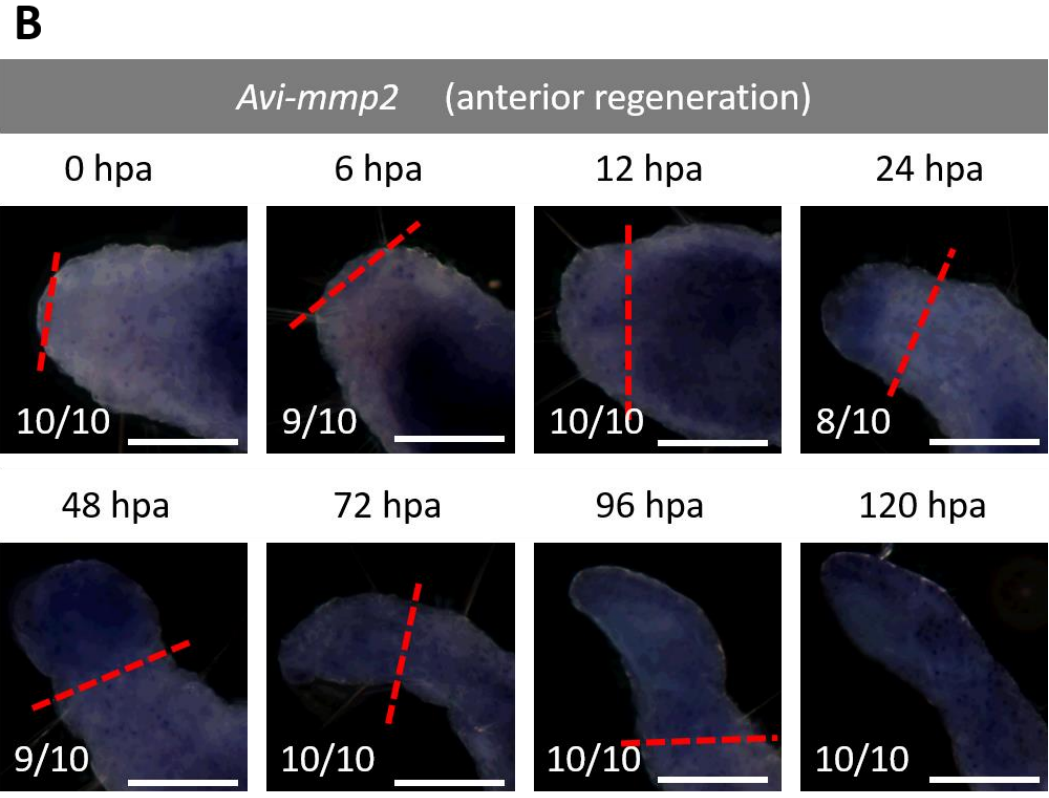 B
Avi-mmp2 (anterior regeneration)
0 hpa 6 hpa 12 hpa 24 hpa
10/10 9/10 10/10 8/10
48 hpa 72 hpa 96 hpa 120 hpa
9/10 10/10 10/10 10/10